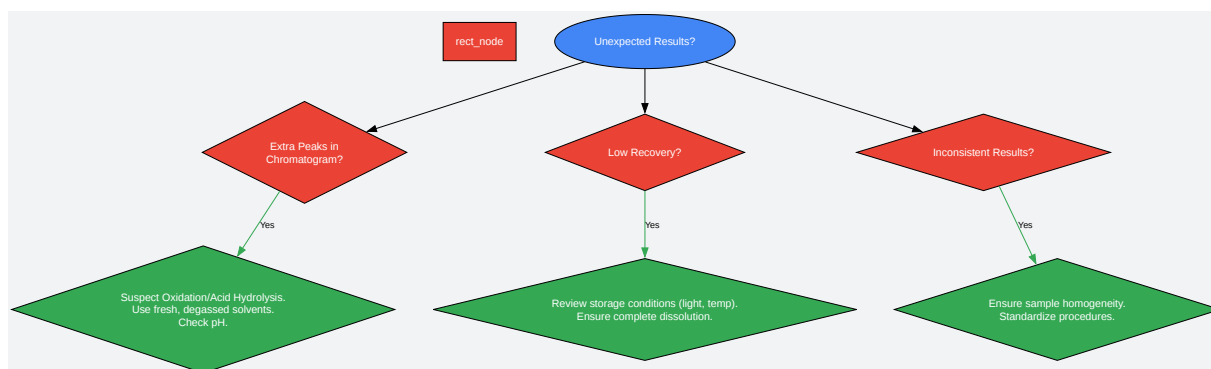 rect_node
Unexpected Results?
Extra Peaks in
Chromatogram?
Low Recovery?
Inconsistent Results?
Yes
Yes
Yes
Suspect Oxidation/Acid Hydrolysis.
Use fresh, degassed solvents.
Check pH.
Review storage conditions (light, temp).
Ensure complete dissolution.
Ensure sample homogeneity.
Standardize procedures.